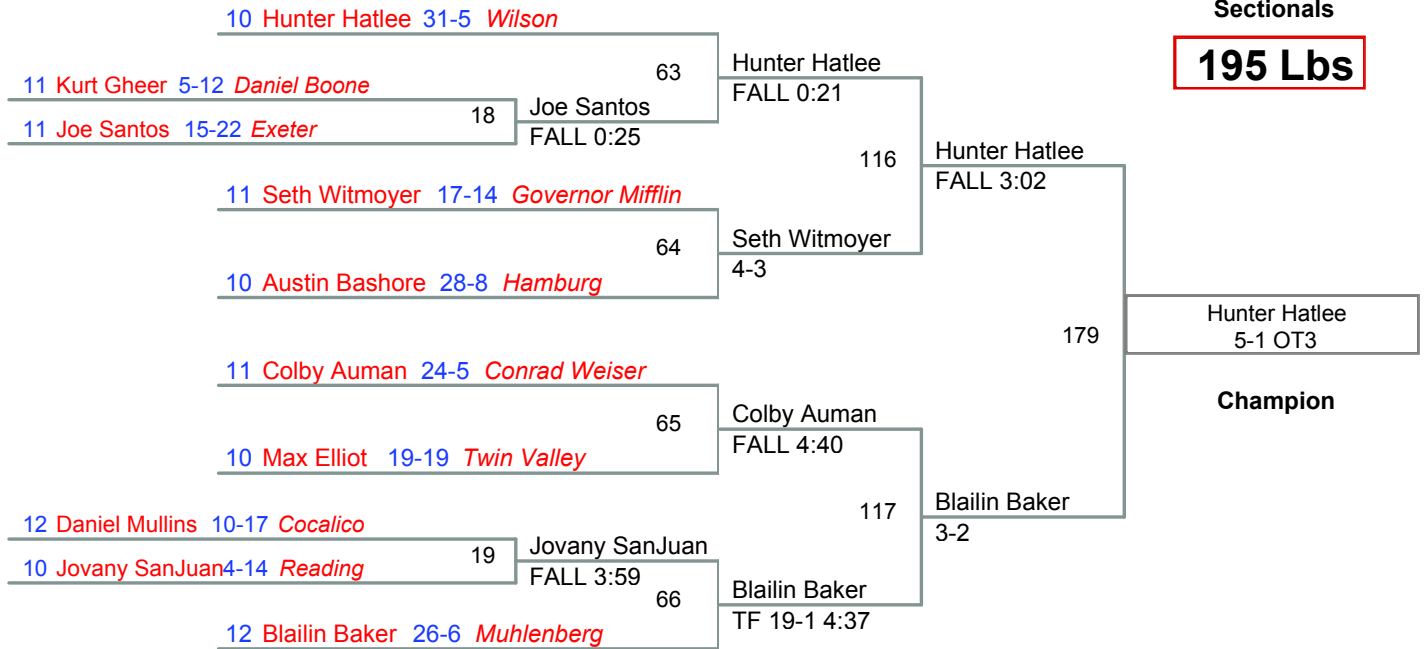 Sectionals
195 Lbs
10 Hunter Hatlee 31-5 Wilson
63
Hunter Hatlee
FALL 0:21
11 Kurt Gheer 5-12 Daniel Boone
18
Joe Santos
FALL 0:25
11 Joe Santos 15-22 Exeter
116
Hunter Hatlee
FALL 3:02
11 Seth Witmoyer 17-14 Governor Mifflin
64
Seth Witmoyer
4-3
10 Austin Bashore 28-8 Hamburg
179
Hunter Hatlee
5-1 OT3
Champion
11 Colby Auman 24-5 Conrad Weiser
65
Colby Auman
FALL 4:40
10 Max Elliot 19-19 Twin Valley
117
Blailin Baker
3-2
12 Daniel Mullins 10-17 Cocalico
19
Jovany SanJuan
FALL 3:59
10 Jovany SanJuan4-14 Reading
66
Blailin Baker
TF 19-1 4:37
12 Blailin Baker 26-6 Muhlenberg